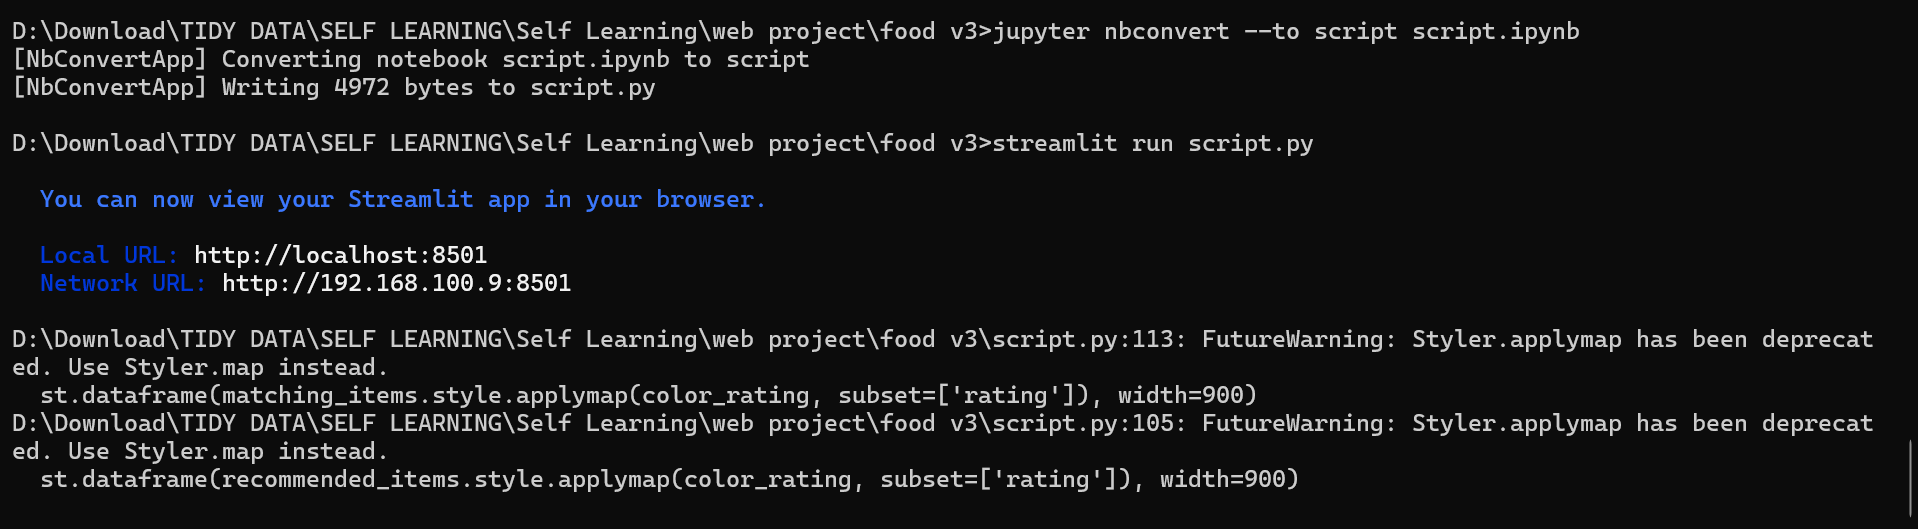 D:\Download\TIDY DATA\SELF LEARNING\Self Learning\web project\food v3>jupyter nbconvert --to script script.ipynb
[NbConvertApp] Converting notebook script.ipynb to script
[NbConvertApp] Writing 4972 bytes to script.py
D:\Download\TIDY DATA\SELF LEARNING\Self Learning\web project\food v3>streamlit run script.py
You can now view your Streamlit app in your browser.
Local URL: http://localhost:8501
Network URL: http://192.168.100.9:8501
D:\Download\TIDY DATA\SELF LEARNING\Self Learning\web project\food v3\script.py:113: FutureWarning: Styler.applymap has been deprecat
ed. Use Styler.map instead.
st.dataframe(matching_items.style.applymap(color_rating, subset=['rating']), width=900)
D:\Download\TIDY DATA\SELF LEARNING\Self Learning\web project\food v3\script.py:105: FutureWarning: Styler.applymap has been deprecat
ed. Use Styler.map instead.
st.dataframe(recommended_items.style.applymap(color_rating, subset=['rating']), width=900)